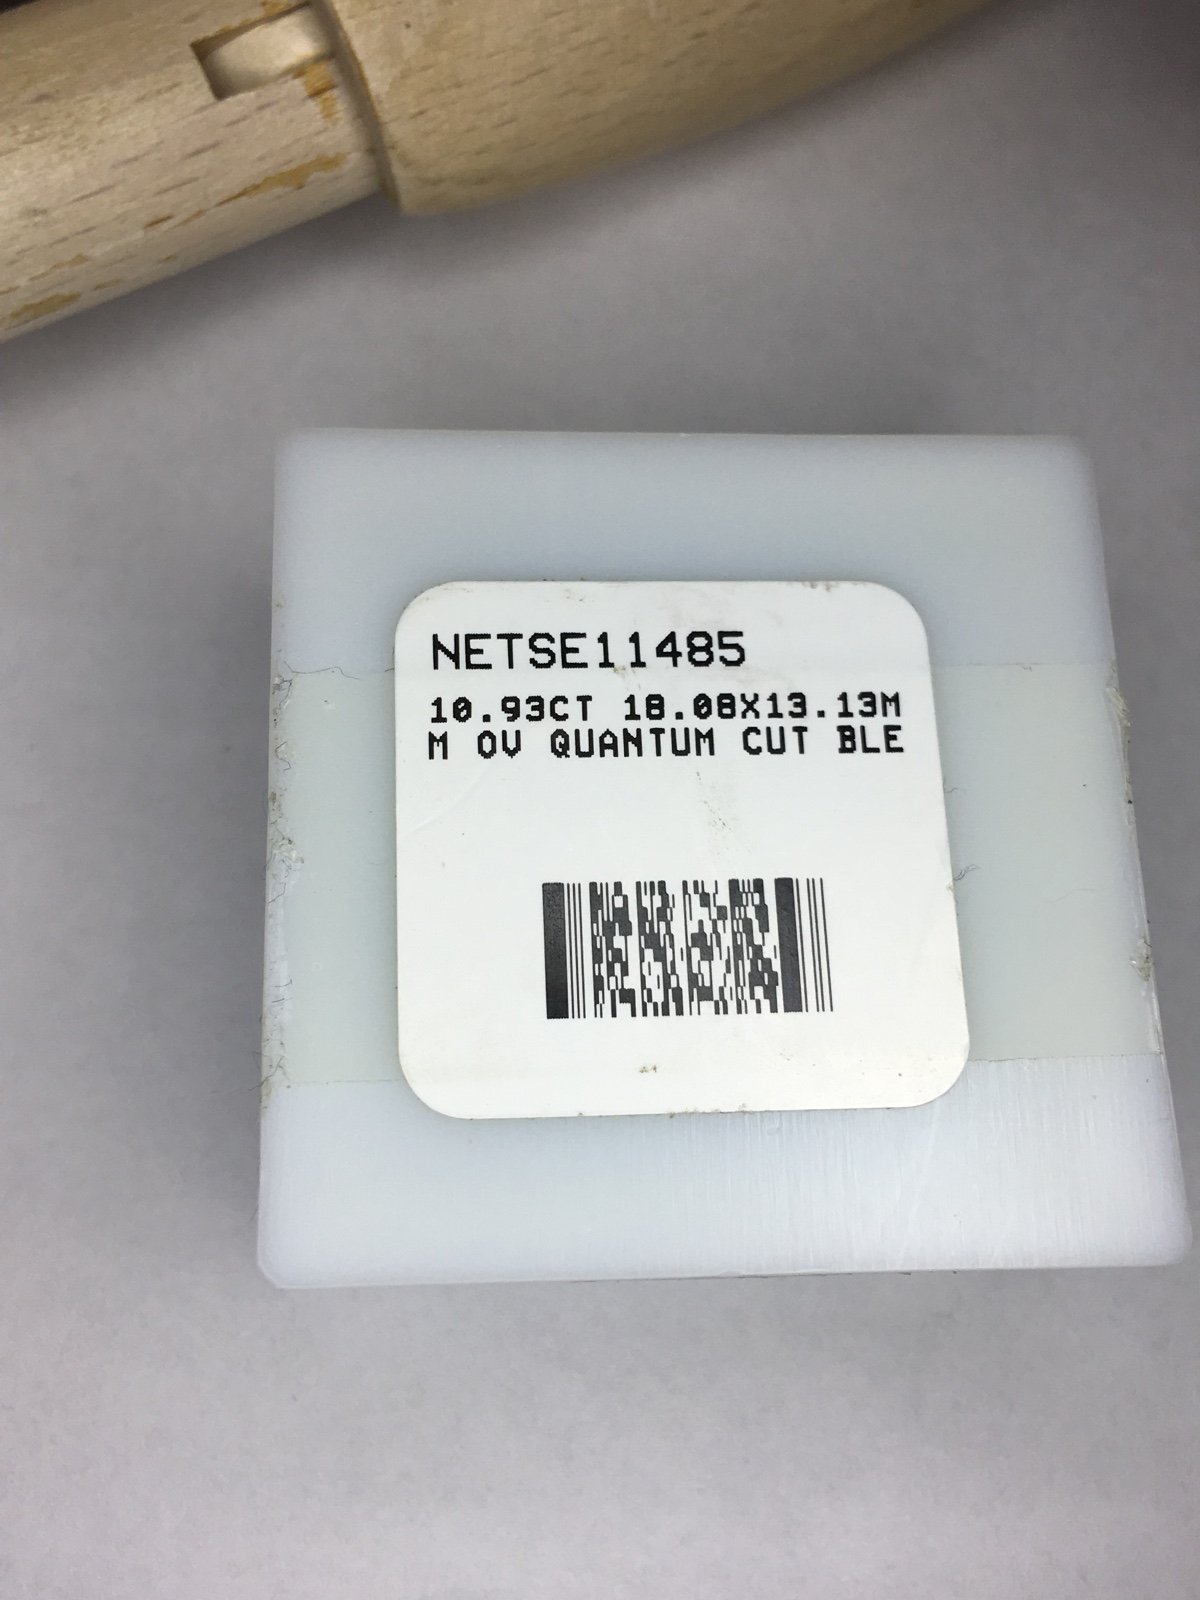 NETSE11485
10.93CT 18.08X13.13M
M OV QUANTUM CUT BLE